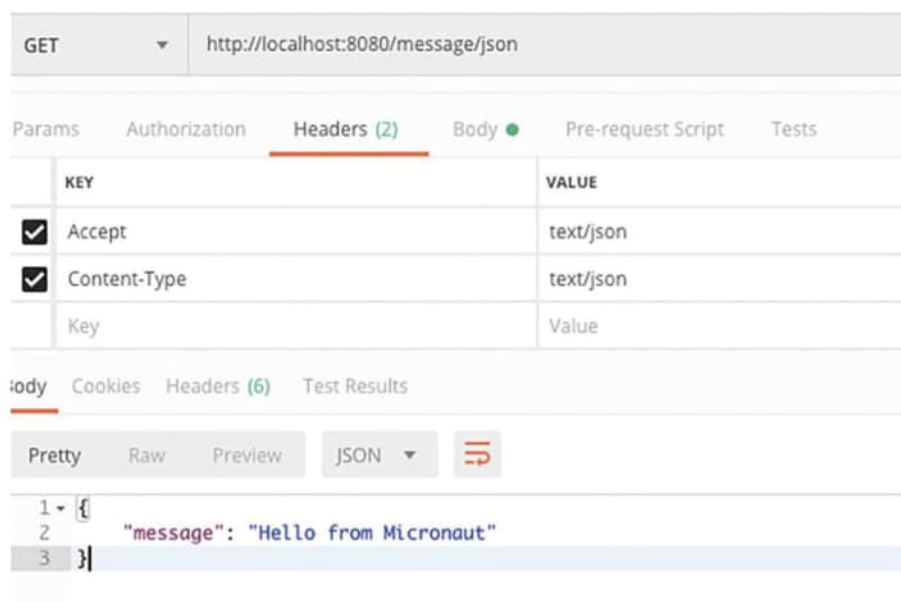 GET http://localhost:8080/message/json
Params Authorization Headers (2) Body Pre-request Script Tests
KEY VALUE
Accept text/json
Content-Type text/json
Key Value
ody Cookies Headers (6) Test Results
Pretty Raw Preview JSON
1 {
2 "message": "Hello from Micronaut"
3 }